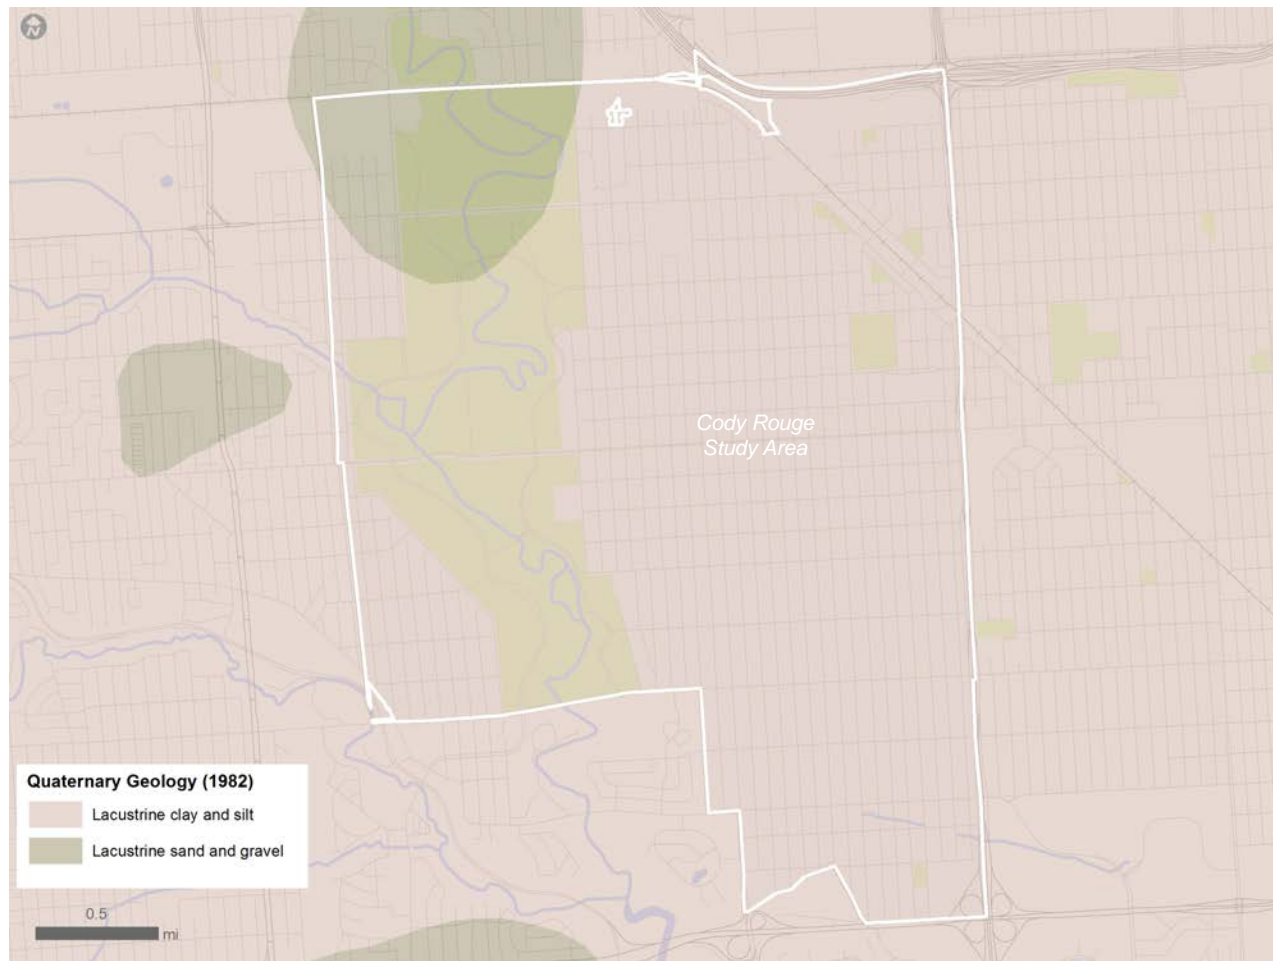 N
Cody Rouge
Study Area
Quaternary Geology (1982)
Lacustrine clay and silt
Lacustrine sand and gravel
0.5
mi